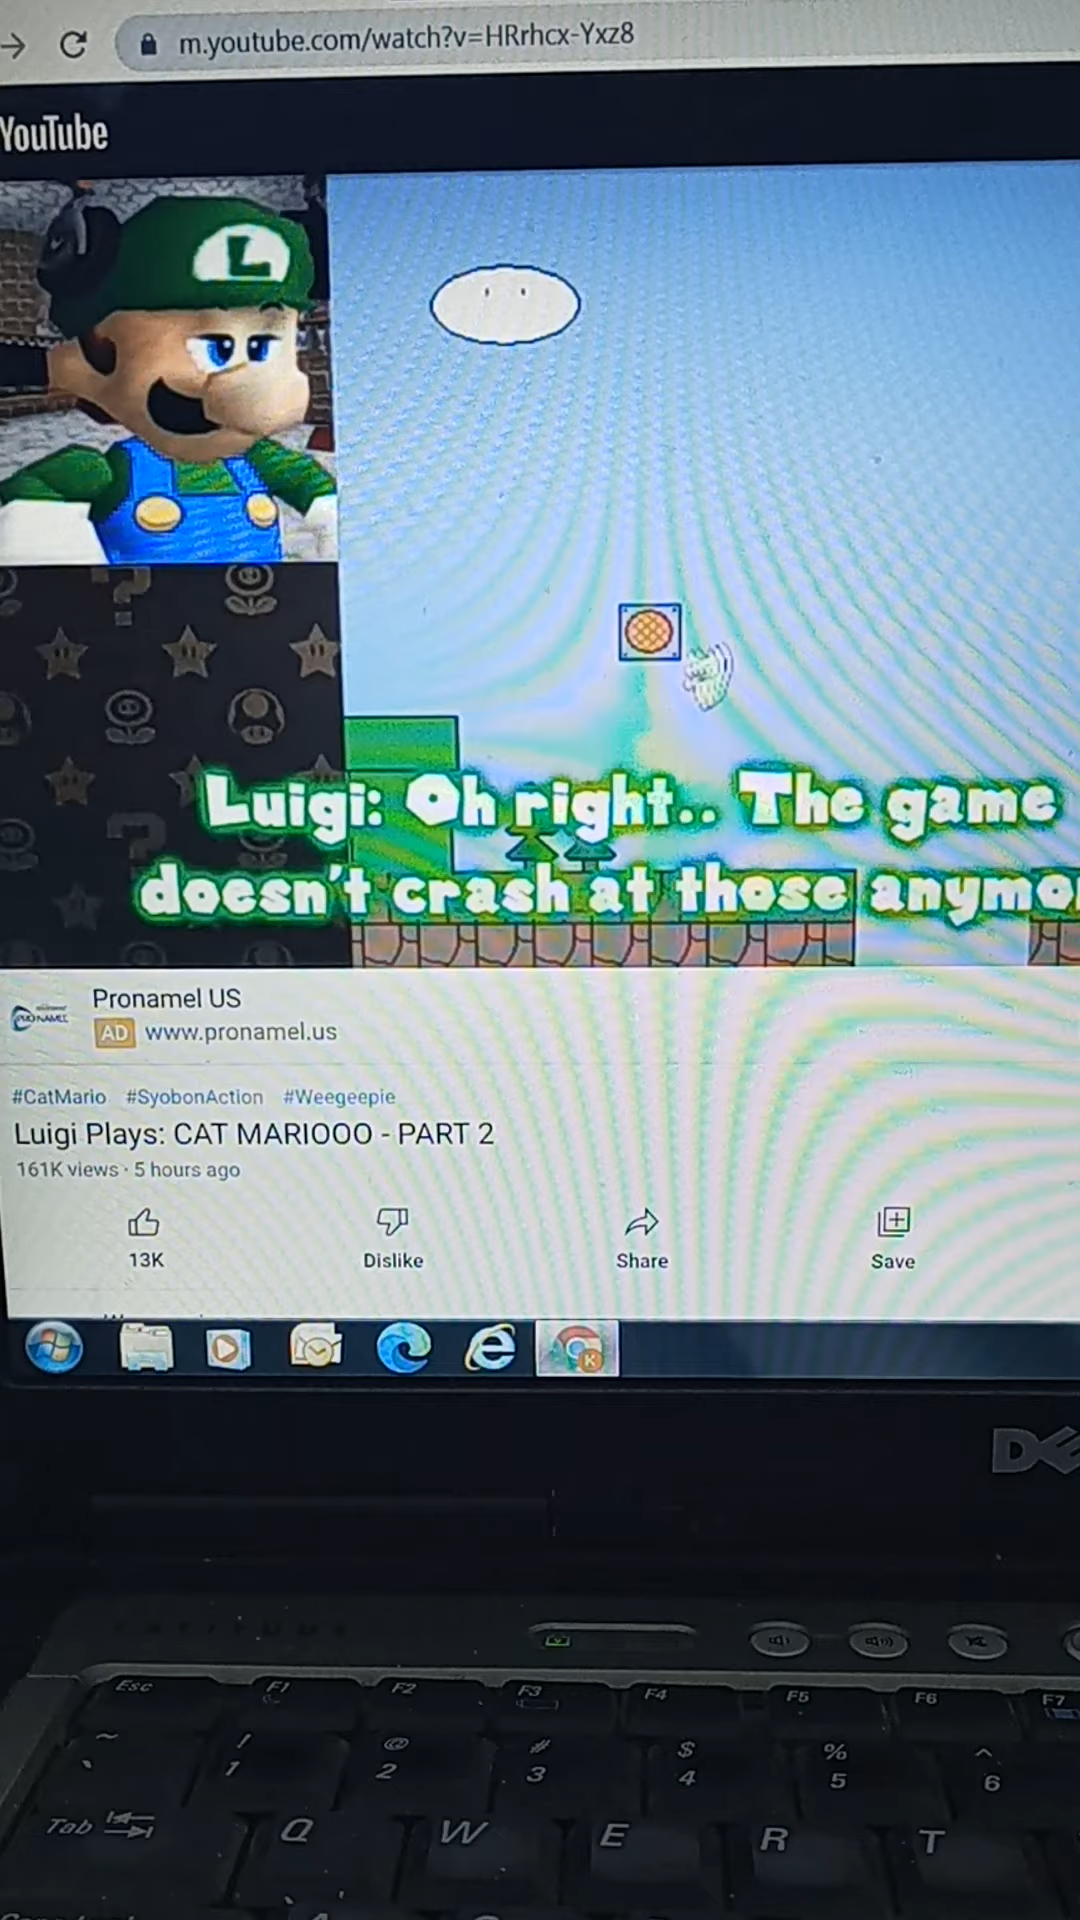 m.youtube.com/watch?v=HRrhcx-Yxz8
YouTube
L
Luigi: Oh right.. The game
doesn't crash at those anymo
Pronamel US
AD www.pronamel.us
#CatMario #SyobonAction #Weegeepie
Luigi Plays: CAT MARIOOO - PART 2
161K views · 5 hours ago
13K
Dislike
Share
Save
K
DELL
Esc F1 F2 F3 F4 F5 F6 F7
~ ! @ # $ % ^
` 1 2 3 4 5 6
Tab Q W E R T